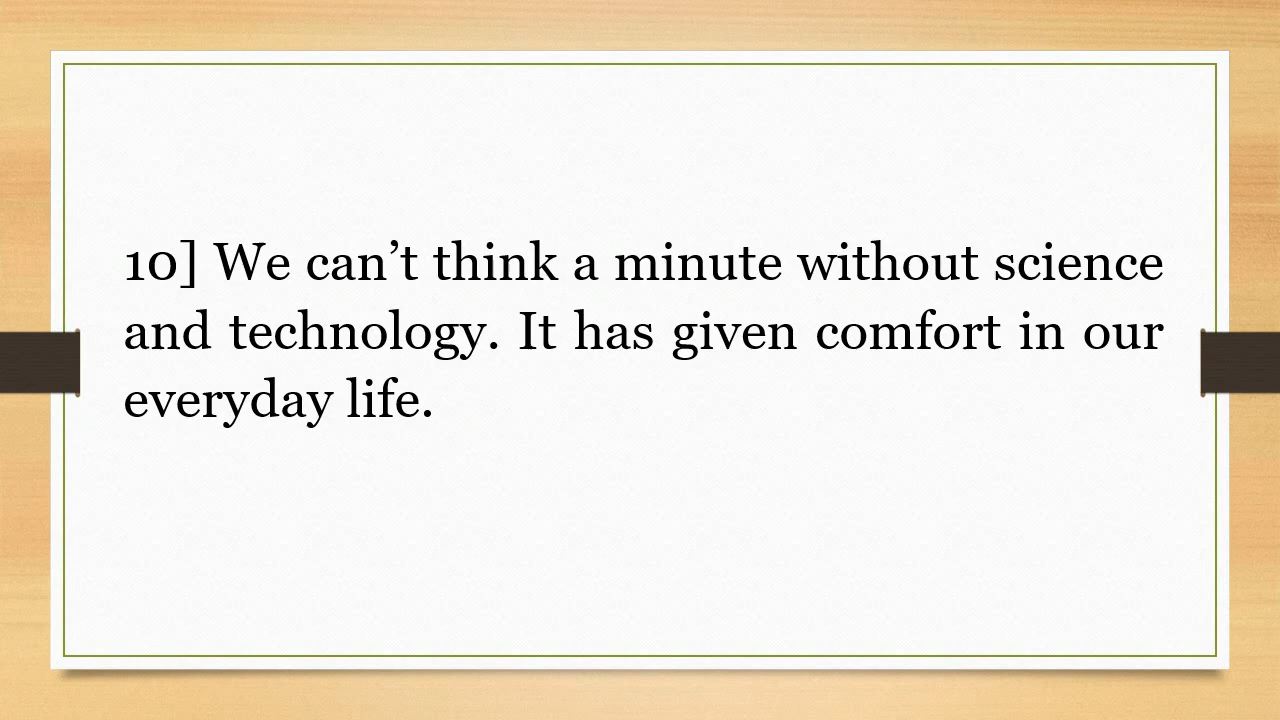 10] We can’t think a minute without science
and technology. It has given comfort in our
everyday life.